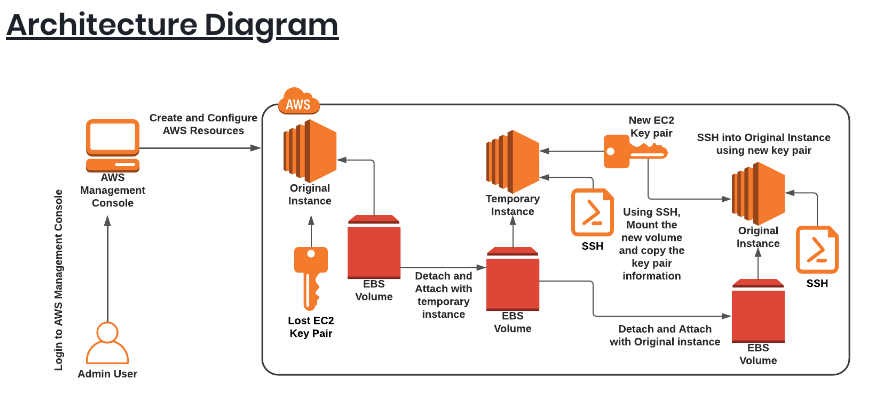 Architecture Diagram
AWS
Create and Configure
AWS Resources
AWS
Management
Console
Login to AWS Management Console
Admin User
Original
Instance
Lost EC2
Key Pair
EBS
Volume
Detach and
Attach with
temporary
instance
Temporary
Instance
EBS
Volume
New EC2
Key pair
SSH
Using SSH,
Mount the
new volume
and copy the
key pair
information
Detach and Attach
with Original instance
SSH into Original Instance
using new key pair
Original
Instance
SSH
EBS
Volume